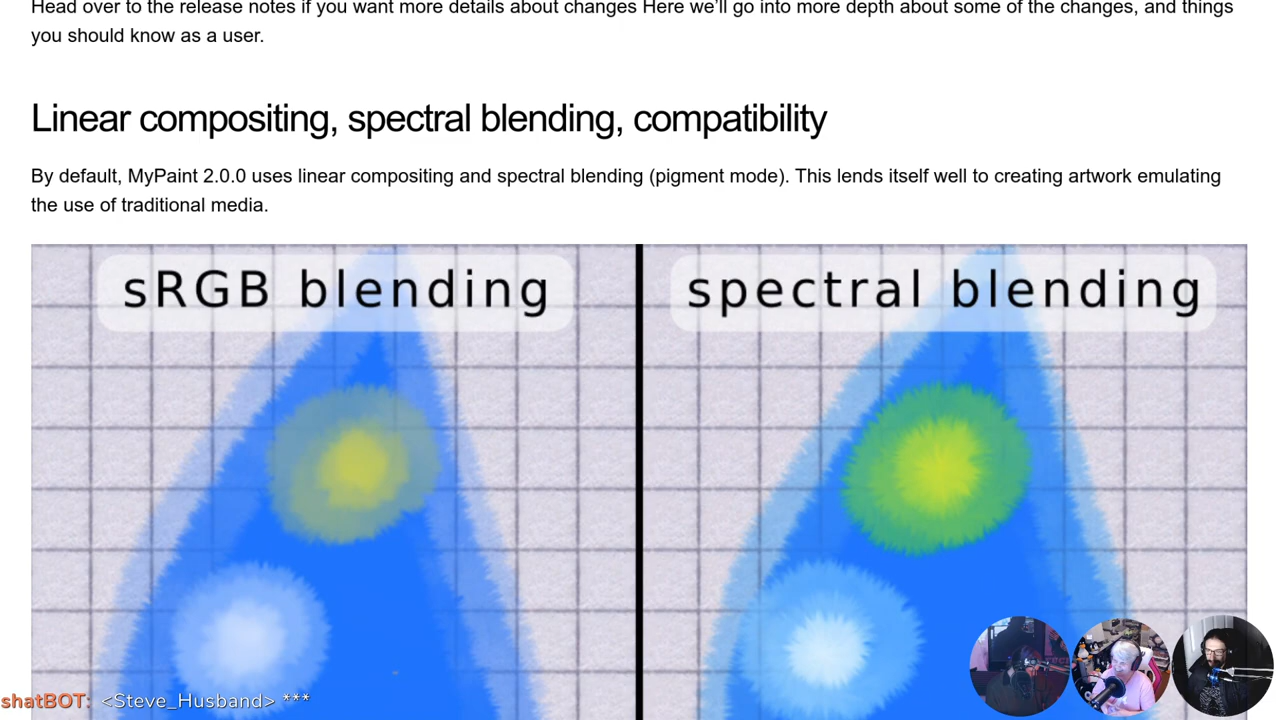 Head over to the release notes if you want more details about changes Here we’ll go into more depth about some of the changes, and things
you should know as a user.
Linear compositing, spectral blending, compatibility
By default, MyPaint 2.0.0 uses linear compositing and spectral blending (pigment mode). This lends itself well to creating artwork emulating
the use of traditional media.
sRGB blending
spectral blending
shatBOT: <Steve_Husband> ***